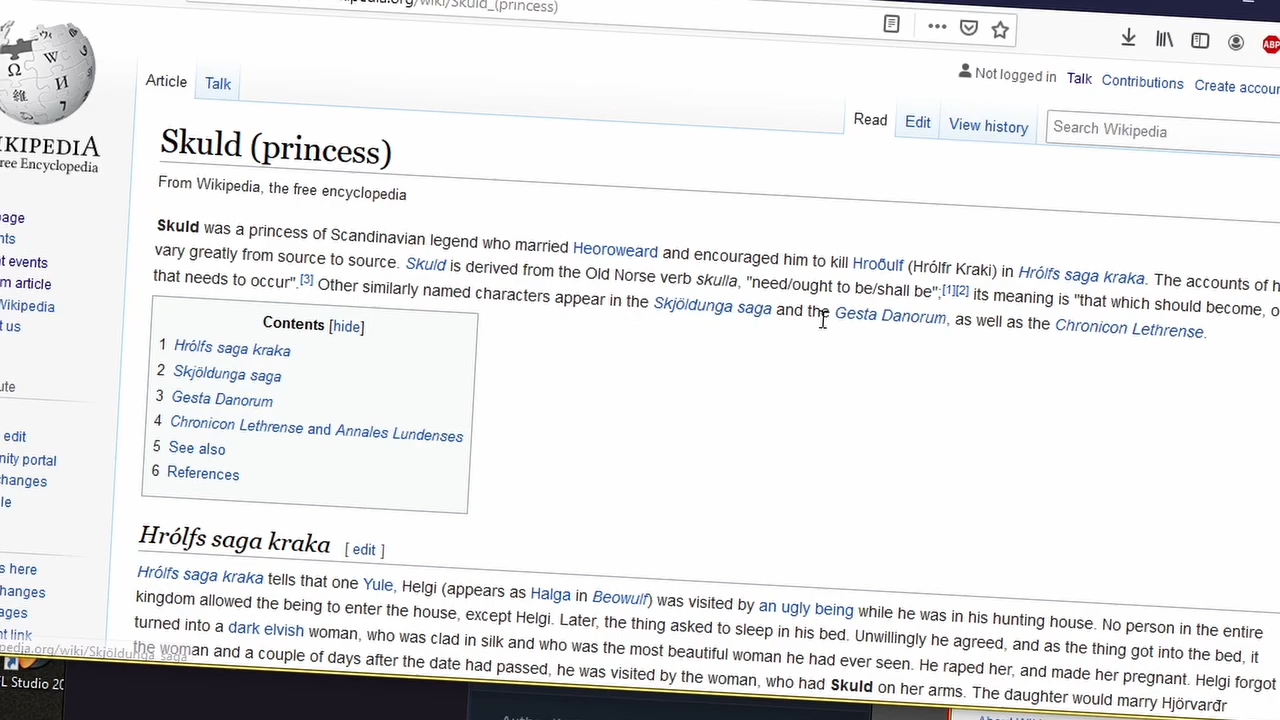 wikipedia.org/wiki/Skuld_(princess)
ABP
Not logged in Talk Contributions Create accou
Article Talk
Read Edit View history
Search Wikipedia
IKIPEDIA
ree Encyclopedia
Skuld (princess)
From Wikipedia, the free encyclopedia
Skuld was a princess of Scandinavian legend who married Heoroweard and encouraged him to kill Hroðulf (Hrólfr Kraki) in Hrólfs saga kraka. The accounts of h
vary greatly from source to source. Skuld is derived from the Old Norse verb skulla, "need/ought to be/shall be";[1][2] its meaning is "that which should become, o
that needs to occur".[3] Other similarly named characters appear in the Skjöldunga saga and the Gesta Danorum, as well as the Chronicon Lethrense.
Contents [hide]
1 Hrólfs saga kraka
2 Skjöldunga saga
3 Gesta Danorum
4 Chronicon Lethrense and Annales Lundenses
5 See also
6 References
age
nts
t events
m article
Wikipedia
t us
ute
edit
nity portal
changes
le
s here
hanges
ages
nt link
Hrólfs saga kraka [ edit ]
Hrólfs saga kraka tells that one Yule, Helgi (appears as Halga in Beowulf) was visited by an ugly being while he was in his hunting house. No person in the entire
kingdom allowed the being to enter the house, except Helgi. Later, the thing asked to sleep in his bed. Unwillingly he agreed, and as the thing got into the bed, it
turned into a dark elvish woman, who was clad in silk and who was the most beautiful woman he had ever seen. He raped her, and made her pregnant. Helgi forgot
the woman and a couple of days after the date had passed, he was visited by the woman, who had Skuld on her arms. The daughter would marry Hjörvarðr
pedia.org/wiki/Skjöldunga_saga
L Studio 20